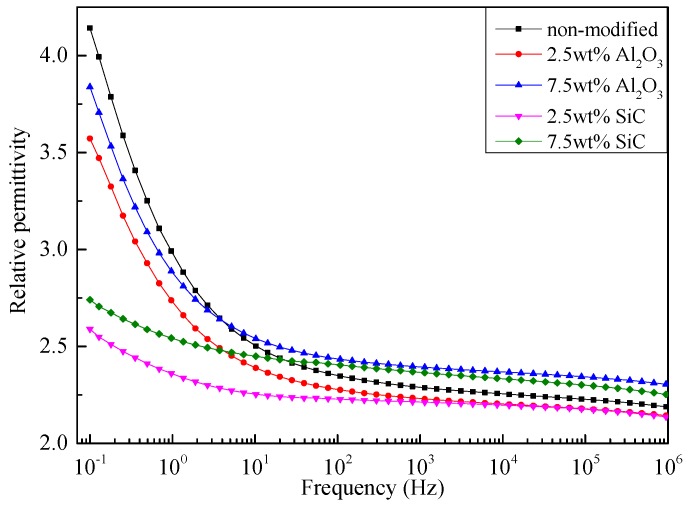 non-modified
2.5wt% Al₂O₃
7.5wt% Al₂O₃
2.5wt% SiC
7.5wt% SiC
Relative permittivity
4.0
3.5
3.0
2.5
2.0
10⁻¹ 10⁰ 10¹ 10² 10³ 10⁴ 10⁵ 10⁶
Frequency (Hz)